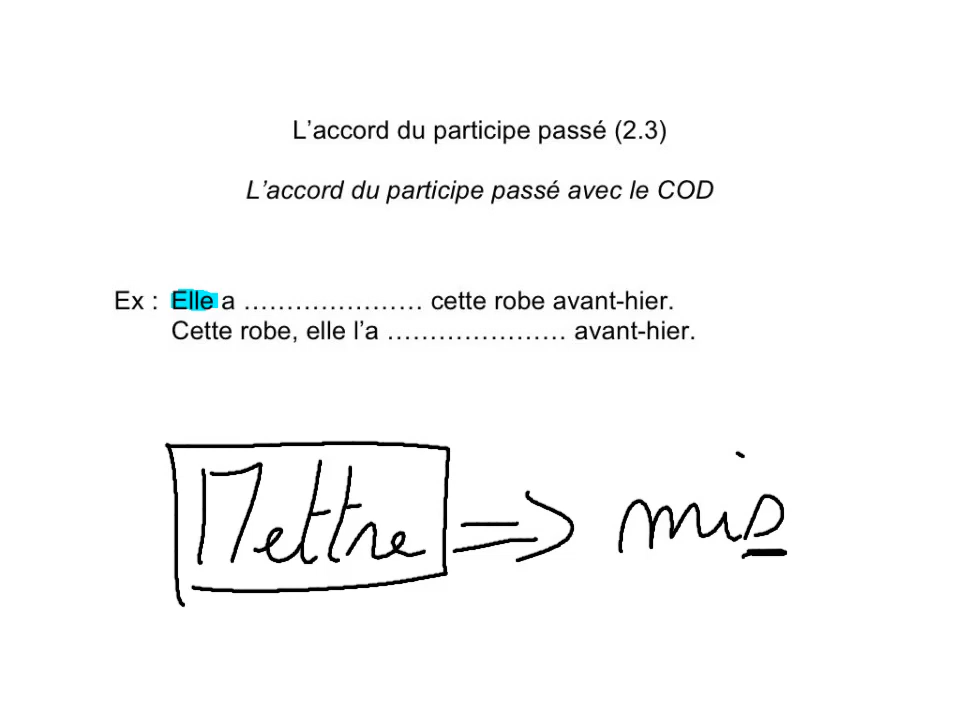 L'accord du participe passé (2.3)
L'accord du participe passé avec le COD
Ex : Elle a ………………… cette robe avant-hier.
Cette robe, elle l'a ………………… avant-hier.
Mettre => mis